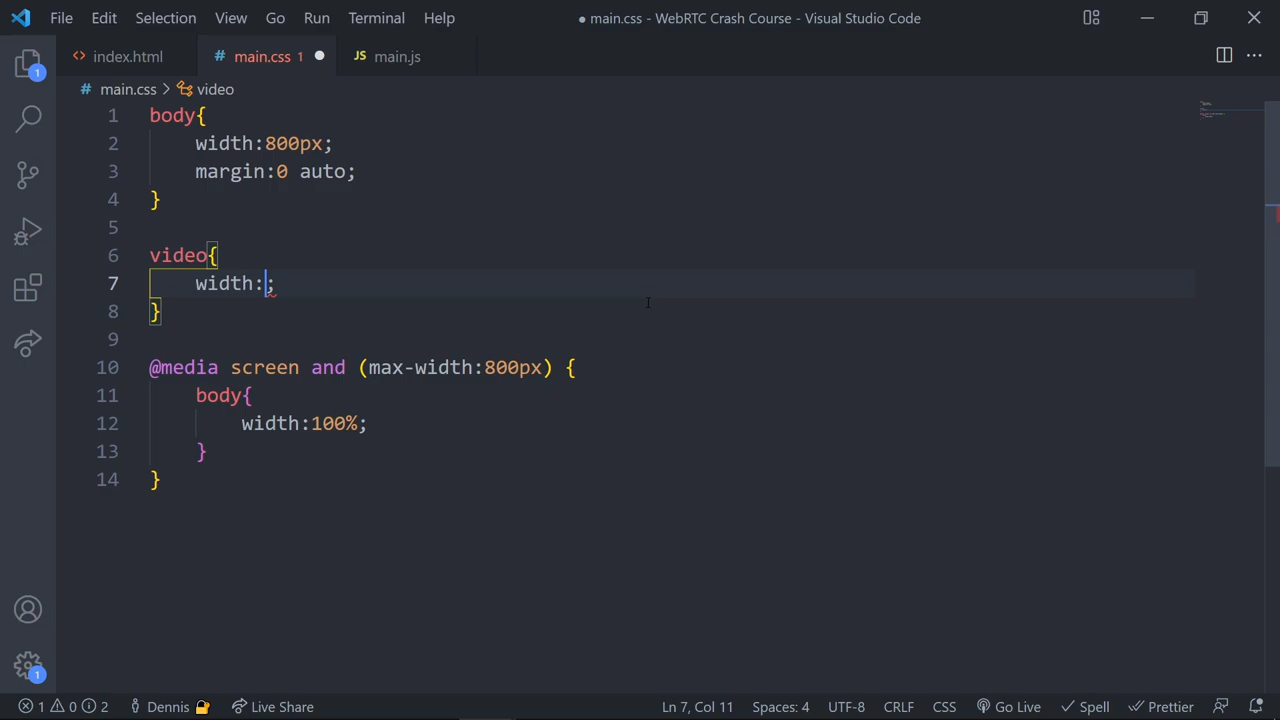 File Edit Selection View Go Run Terminal Help ● main.css - WebRTC Crash Course - Visual Studio Code
<> index.html # main.css 1 ● JS main.js
# main.css > video
1 body{
2 width:800px;
3 margin:0 auto;
4 }
5
6 video{
7 width:;
8 }
9
10 @media screen and (max-width:800px) {
11 body{
12 width:100%;
13 }
14 }
1
1
1 0 2 Dennis Live Share Ln 7, Col 11 Spaces: 4 UTF-8 CRLF CSS Go Live Spell Prettier